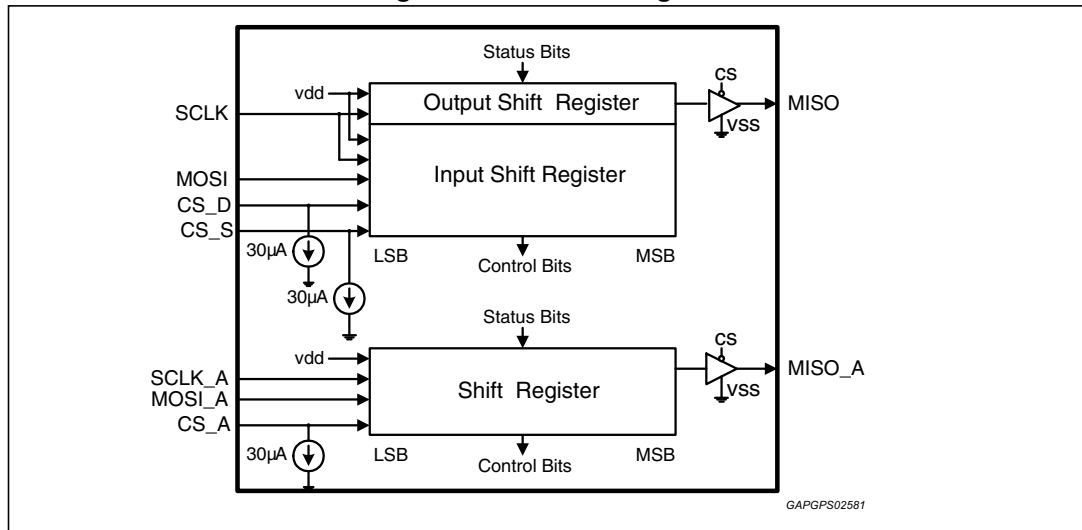 Status Bits
CS
vdd
Output Shift Register
MISO
SCLK
VSS
Input Shift Register
MOSI
CS_D
CS_S
30µA
LSB
MSB
Control Bits
30µA
Status Bits
CS
vdd
MISO_A
SCLK_A
Shift Register
VSS
MOSI_A
CS_A
30µA
LSB
MSB
Control Bits
GAPGPS02581